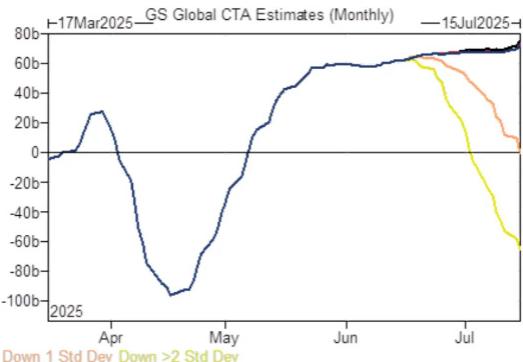 17Mar2025 GS Global CTA Estimates (Monthly) 15Jul2025
80b
60b
40b
20b
0
-20b
-40b
-60b
-80b
-100b
2025
Apr May Jun Jul
Down 1 Std Dev Down >2 Std Dev